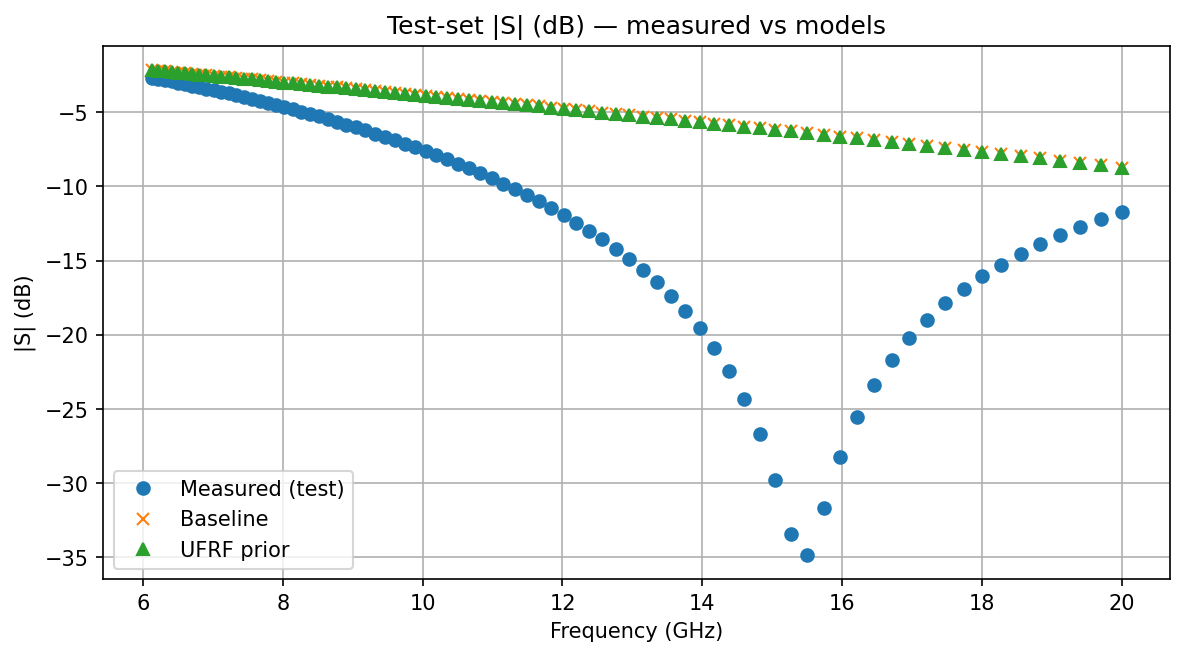 Test-set |S| (dB) — measured vs models
|S| (dB)
−5
−10
−15
−20
−25
−30
−35
Measured (test)
Baseline
UFRF prior
6 8 10 12 14 16 18 20
Frequency (GHz)